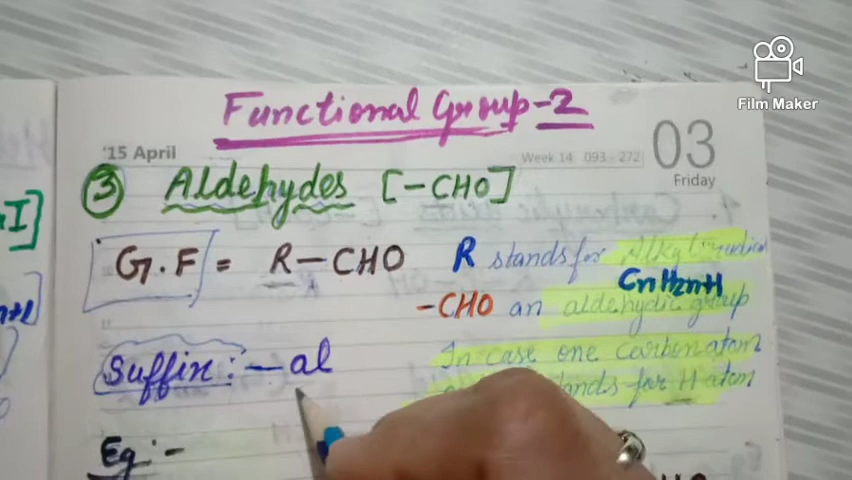 Film Maker
Functional Group-2
'15 April
Week 14 093-272
03
Friday
③ Aldehydes [-CHO]
G.F = R-CHO
R stands for Alkyl
CnH2n+1
-CHO an aldehydic group
Suffix:- -al
In case one carbon atom
stands for H atom
Eg:-